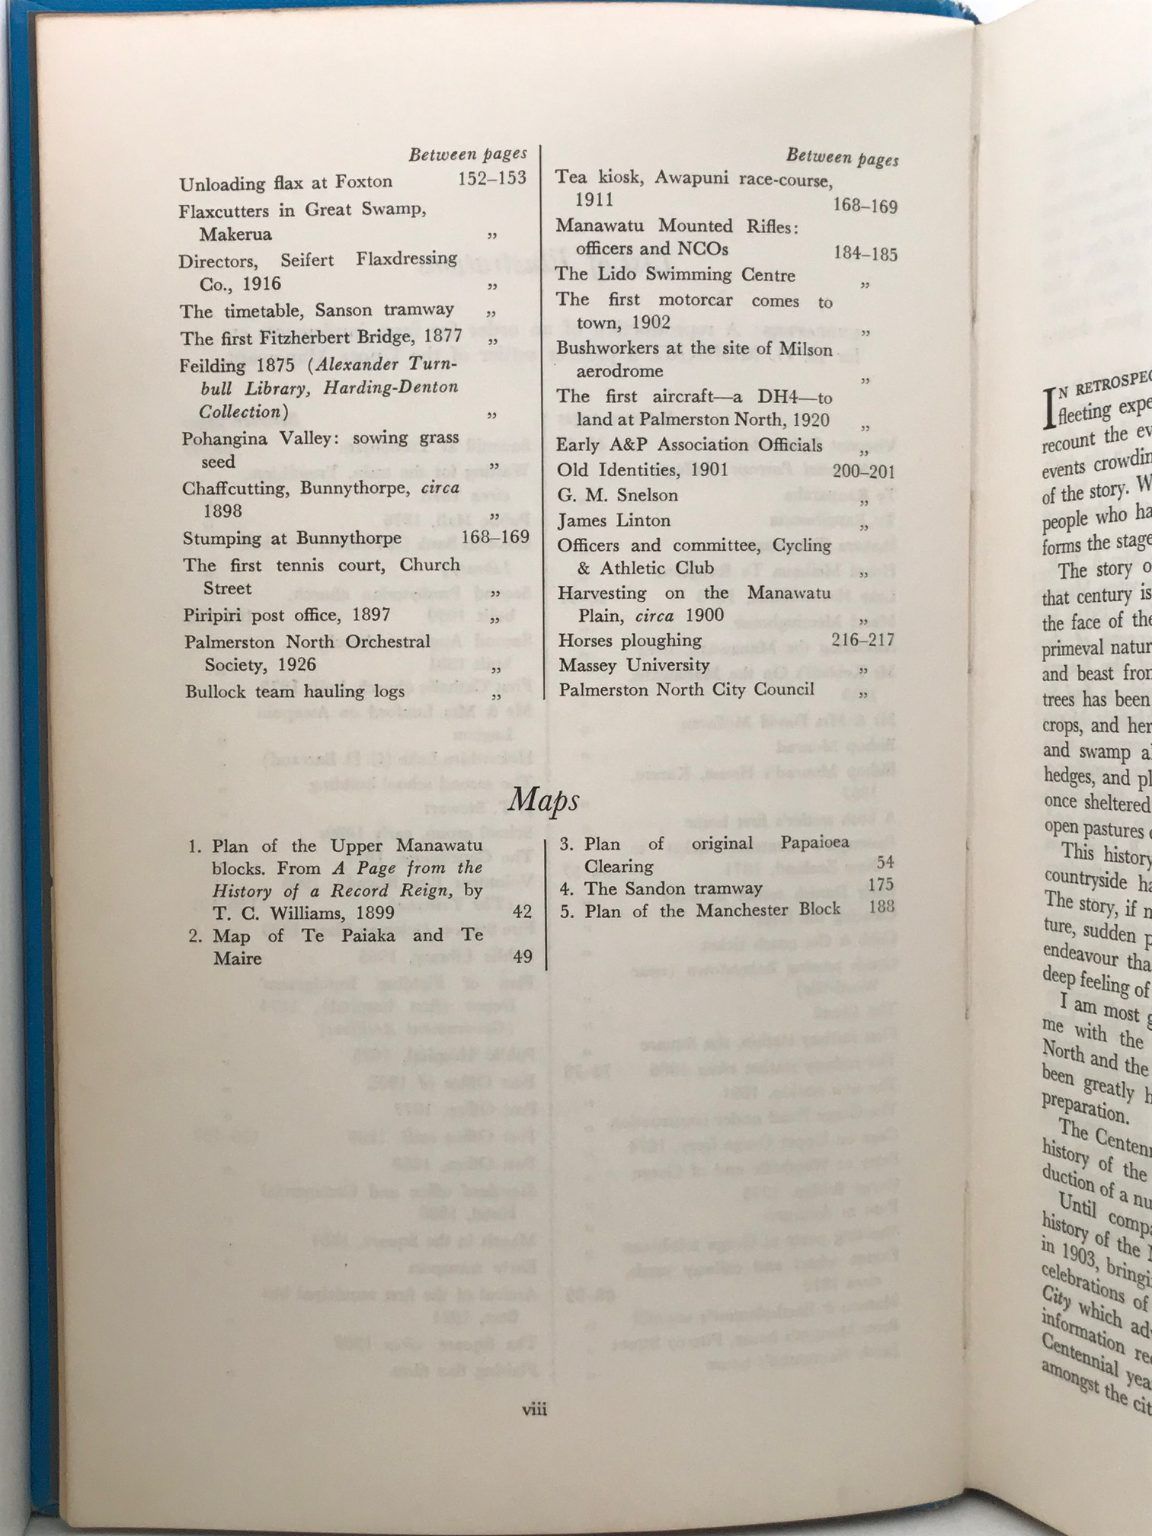 Between pages
Unloading flax at Foxton 152–153
Flaxcutters in Great Swamp,
Makerua „
Directors, Seifert Flaxdressing
Co., 1916 „
The timetable, Sanson tramway „
The first Fitzherbert Bridge, 1877 „
Feilding 1875 (Alexander Turn-
bull Library, Harding-Denton
Collection) „
Pohangina Valley: sowing grass
seed „
Chaffcutting, Bunnythorpe, circa
1898 „
Stumping at Bunnythorpe 168–169
The first tennis court, Church
Street „
Piripiri post office, 1897 „
Palmerston North Orchestral
Society, 1926 „
Bullock team hauling logs „
Between pages
Tea kiosk, Awapuni race-course,
1911 168–169
Manawatu Mounted Rifles:
officers and NCOs 184–185
The Lido Swimming Centre „
The first motorcar comes to
town, 1902 „
Bushworkers at the site of Milson
aerodrome „
The first aircraft—a DH4—to
land at Palmerston North, 1920 „
Early A&P Association Officials „
Old Identities, 1901 200–201
G. M. Snelson „
James Linton „
Officers and committee, Cycling
& Athletic Club „
Harvesting on the Manawatu
Plain, circa 1900 „
Horses ploughing 216–217
Massey University „
Palmerston North City Council „
Maps
1. Plan of the Upper Manawatu
blocks. From A Page from the
History of a Record Reign, by
T. C. Williams, 1899 42
2. Map of Te Paiaka and Te
Maire 49
3. Plan of original Papaioea
Clearing 54
4. The Sandon tramway 175
5. Plan of the Manchester Block 188
viii
IN RETROSPEC
fleeting expe
recount the ev
events crowdin
of the story. W
people who ha
forms the stage
The story o
that century is
the face of the
primeval natur
and beast from
trees has been
crops, and her
and swamp a
hedges, and pl
once sheltered
open pastures
This history
countryside ha
The story, if n
ture, sudden p
endeavour tha
deep feeling of
I am most g
me with the
North and the
been greatly h
preparation.
The Centenn
history of the
duction of a nu
Until comp
history of the
in 1903, bringi
celebrations of
City which ad
information re
Centennial yea
amongst the cit